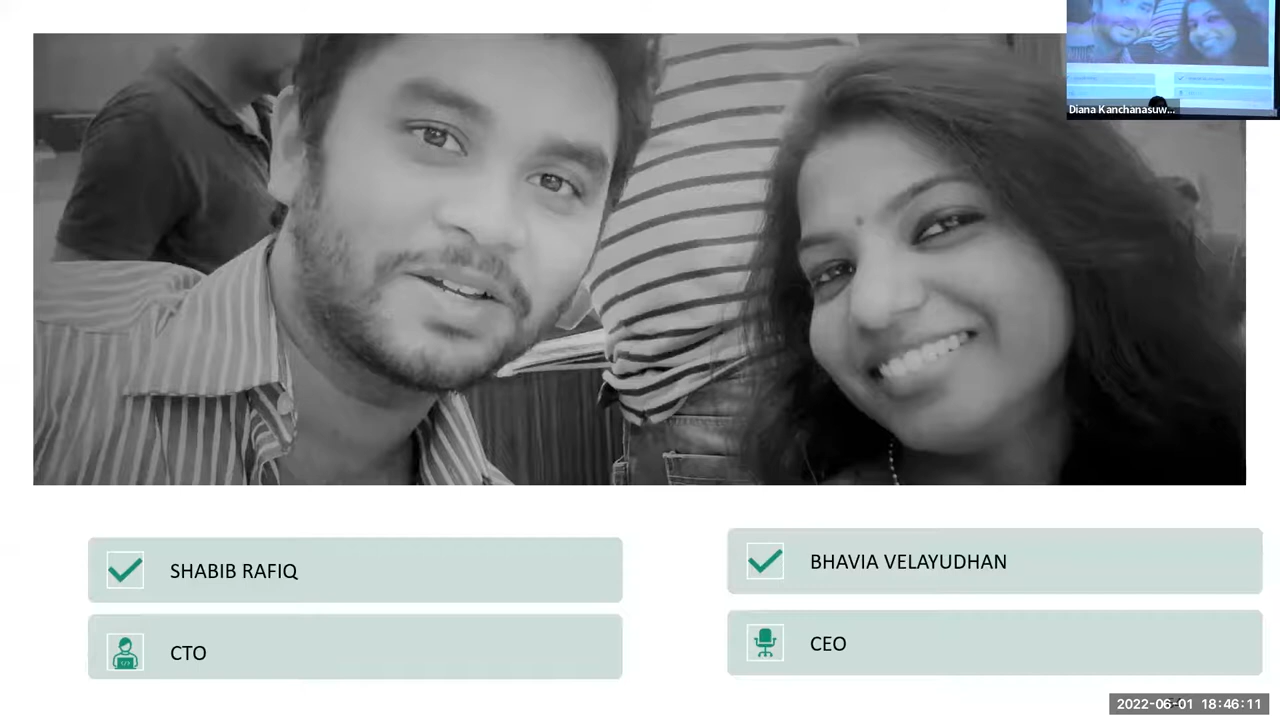 Diana Kanchanasuw...
SHABIB RAFIQ
BHAVIA VELAYUDHAN
CTO
CEO
2022-06-01 18:46:11